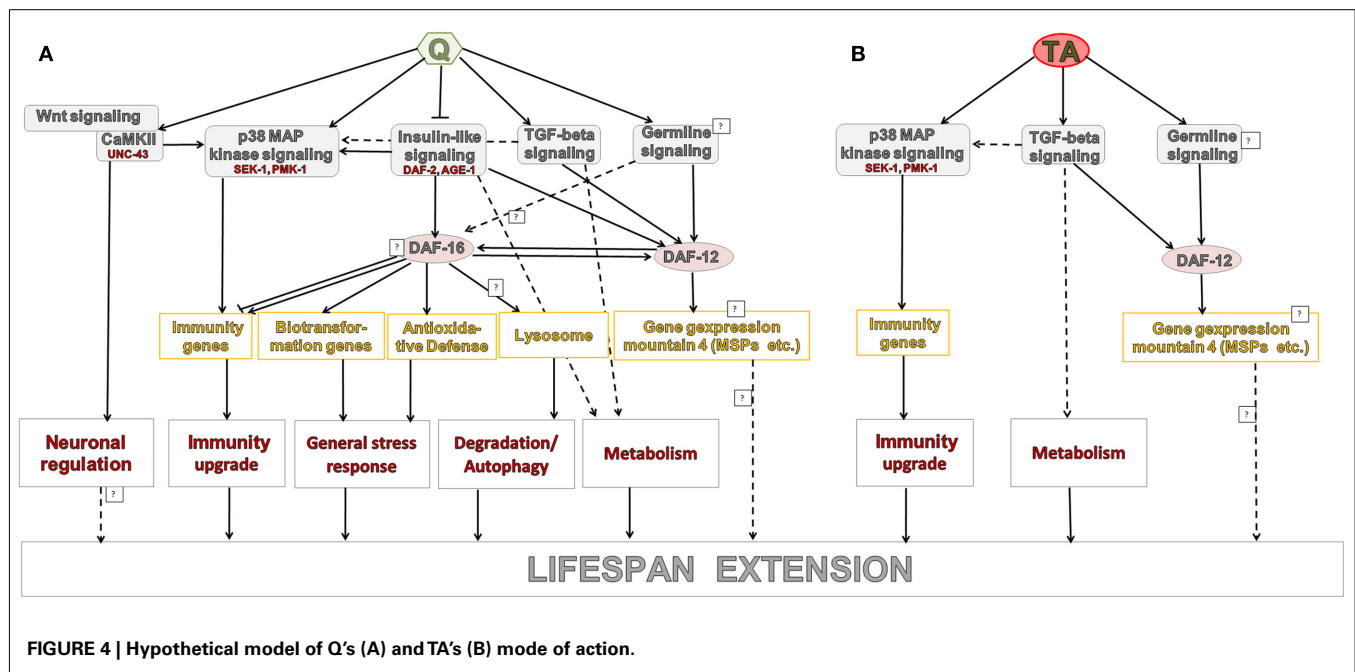 A
Q
B
TA
Wnt signaling
CaMKII
UNC-43
p38 MAP
kinase signaling
SEK-1, PMK-1
Insulin-like
signaling
DAF-2, AGE-1
TGF-beta
signaling
Germline
signaling
?
p38 MAP
kinase signaling
SEK-1, PMK-1
TGF-beta
signaling
Germline
signaling
?
?
? DAF-16
DAF-12
DAF-12
?
?
?
Immunity
genes
Biotransfor-
mation genes
Antioxida-
tive Defense
Lysosome
Gene gexpression
mountain 4 (MSPs etc.)
Immunity
genes
Gene gexpression
mountain 4 (MSPs etc.)
?
?
Neuronal
regulation
Immunity
upgrade
General stress
response
Degradation/
Autophagy
Metabolism
Immunity
upgrade
Metabolism
?
LIFESPAN EXTENSION
FIGURE 4 | Hypothetical model of Q's (A) and TA's (B) mode of action.